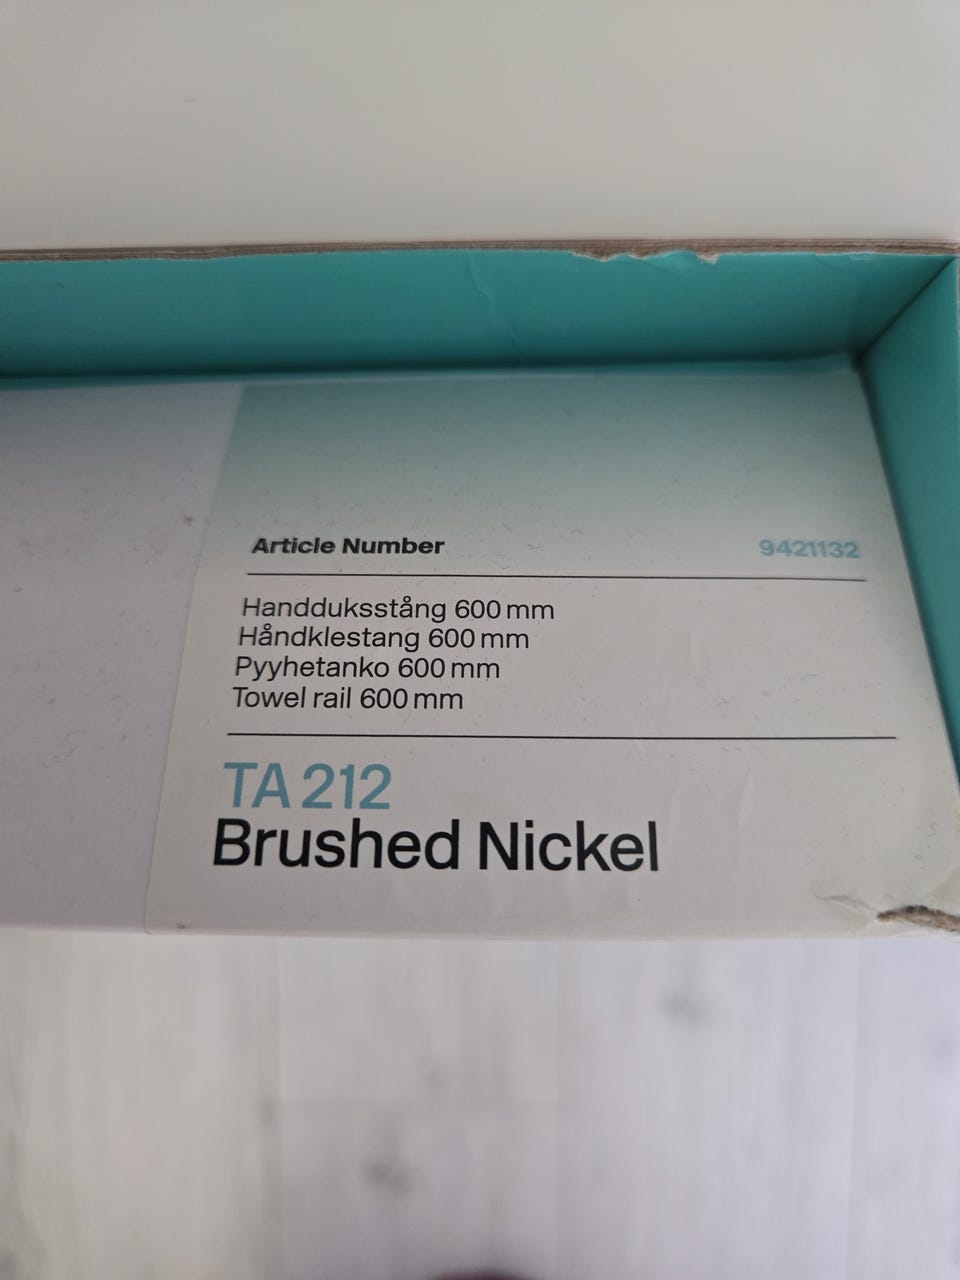 Article Number 9421132
Handduksstång 600 mm
Håndklestang 600 mm
Pyyhetanko 600 mm
Towel rail 600 mm
TA 212
Brushed Nickel